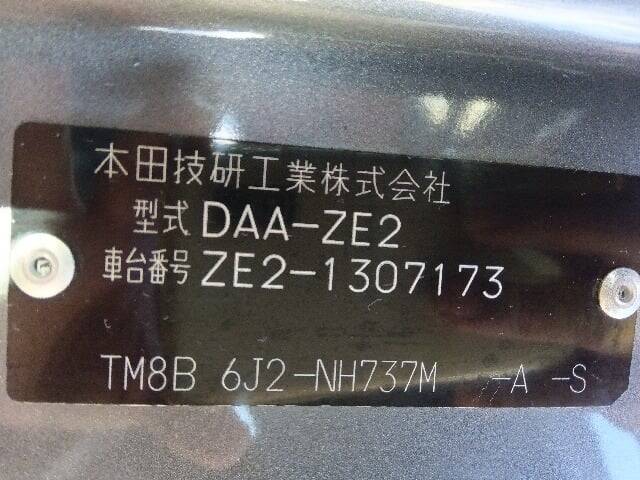 本田技研工業株式会社
型式 DAA-ZE2
車台番号 ZE2-1307173
TM8B 6J2-NH737M -A -S